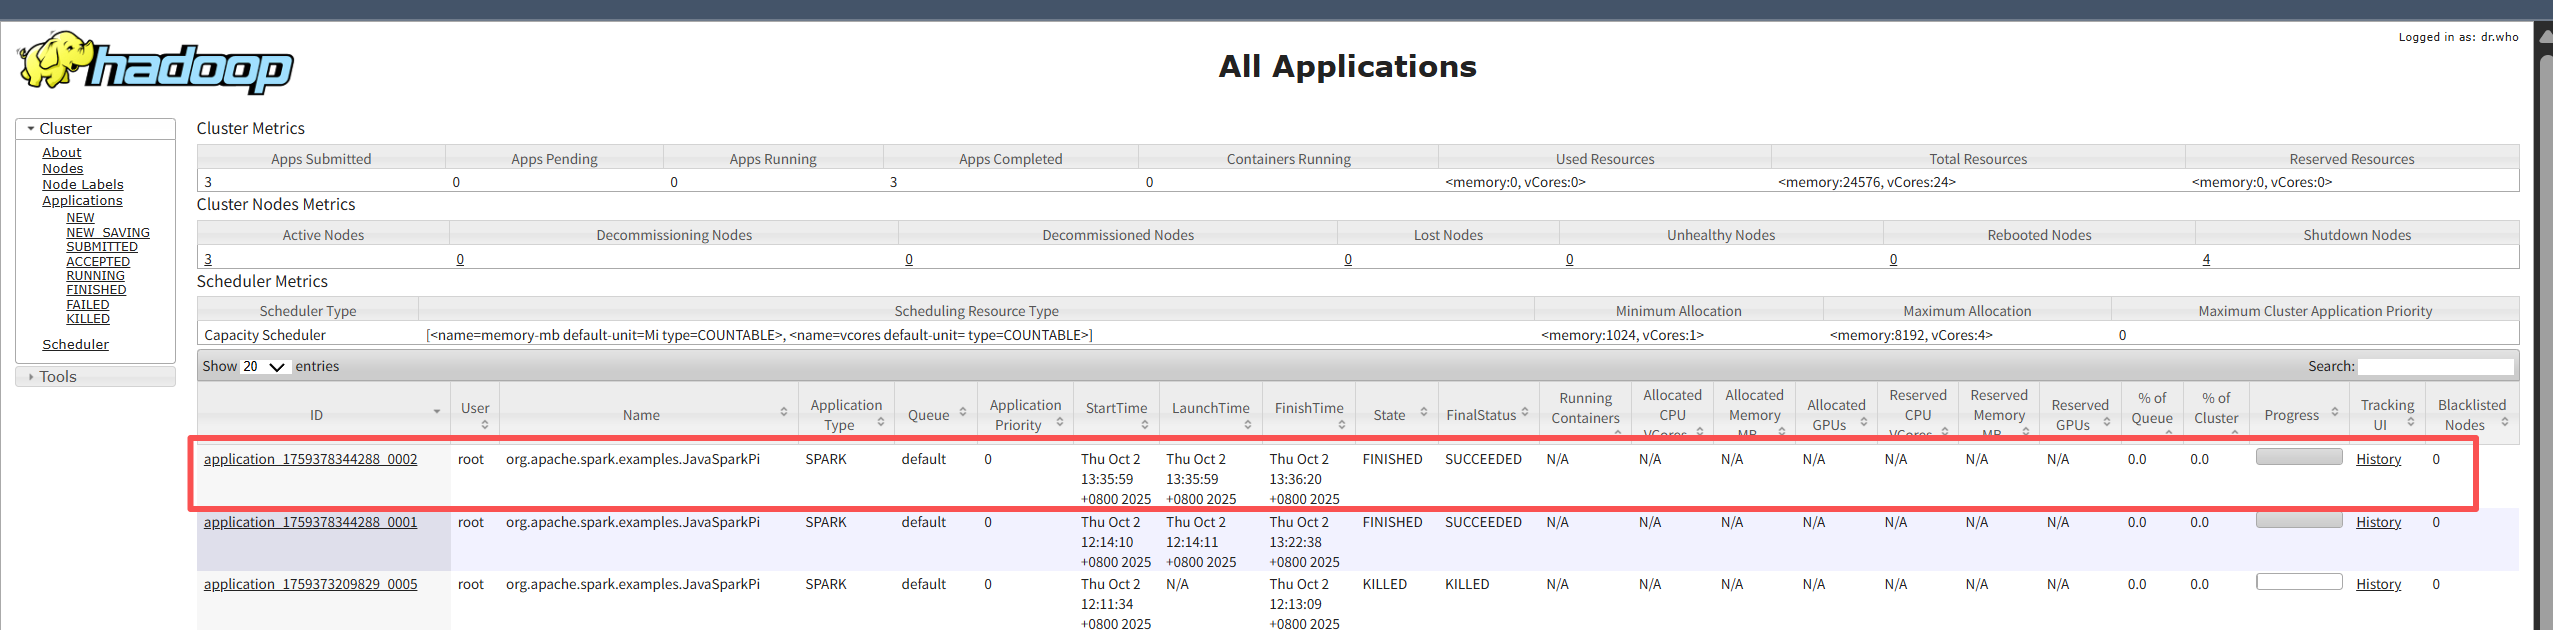 hadoop
Logged in as: dr.who
All Applications
Cluster
About
Nodes
Node Labels
Applications
NEW
NEW_SAVING
SUBMITTED
ACCEPTED
RUNNING
FINISHED
FAILED
KILLED
Scheduler
Tools
Cluster Metrics
Apps Submitted Apps Pending Apps Running Apps Completed Containers Running Used Resources Total Resources Reserved Resources
3 0 0 3 0 <memory:0, vCores:0> <memory:24576, vCores:24> <memory:0, vCores:0>
Cluster Nodes Metrics
Active Nodes Decommissioning Nodes Decommissioned Nodes Lost Nodes Unhealthy Nodes Rebooted Nodes Shutdown Nodes
3 0 0 0 0 0 4
Scheduler Metrics
Scheduler Type Scheduling Resource Type Minimum Allocation Maximum Allocation Maximum Cluster Application Priority
Capacity Scheduler [<name=memory-mb default-unit=Mi type=COUNTABLE>, <name=vcores default-unit= type=COUNTABLE>] <memory:1024, vCores:1> <memory:8192, vCores:4> 0
Show 20 entries Search:
ID User Name Application Type Queue Application Priority StartTime LaunchTime FinishTime State FinalStatus Running Containers Allocated CPU VCores Allocated Memory MB Allocated GPUs Reserved CPU VCores Reserved Memory MB Reserved GPUs % of Queue % of Cluster Progress Tracking UI Blacklisted Nodes
application_1759378344288_0002 root org.apache.spark.examples.JavaSparkPi SPARK default 0 Thu Oct 2 13:35:59 +0800 2025 Thu Oct 2 13:35:59 +0800 2025 Thu Oct 2 13:36:20 +0800 2025 FINISHED SUCCEEDED N/A N/A N/A N/A N/A N/A N/A 0.0 0.0 History 0
application_1759378344288_0001 root org.apache.spark.examples.JavaSparkPi SPARK default 0 Thu Oct 2 12:14:10 +0800 2025 Thu Oct 2 12:14:11 +0800 2025 Thu Oct 2 13:22:38 +0800 2025 FINISHED SUCCEEDED N/A N/A N/A N/A N/A N/A N/A 0.0 0.0 History 0
application_1759373209829_0005 root org.apache.spark.examples.JavaSparkPi SPARK default 0 Thu Oct 2 12:11:34 +0800 2025 N/A Thu Oct 2 12:13:09 +0800 2025 KILLED KILLED N/A N/A N/A N/A N/A N/A N/A 0.0 0.0 History 0